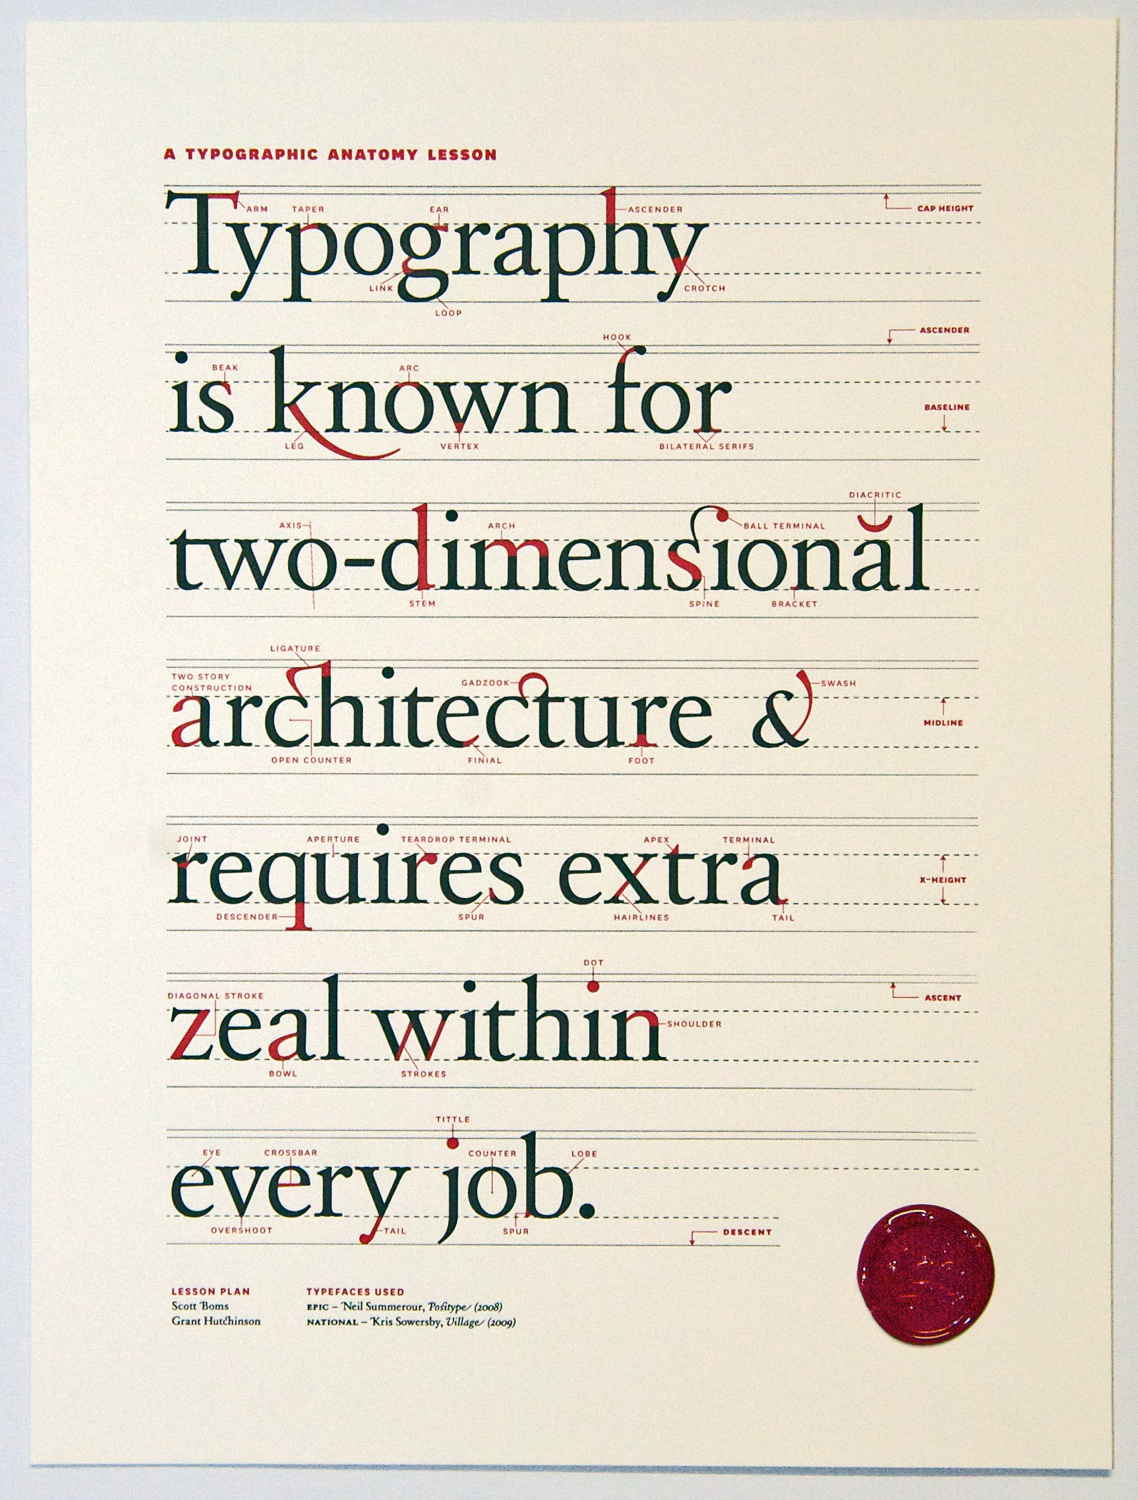 A TYPOGRAPHIC ANATOMY LESSON
Typography
ARM TAPER EAR ASCENDER CAP HEIGHT
LINK LOOP CROTCH
HOOK ASCENDER
is known for
BEAK ARC BASELINE
LEG VERTEX BILATERAL SERIFS
DIACRITIC
two-dimensionăl
AXIS ARCH BALL TERMINAL
STEM SPINE BRACKET
LIGATURE
architecture &
TWO STORY
CONSTRUCTION GADZOOK SWASH
MIDLINE
OPEN COUNTER FINIAL FOOT
requires extra
JOINT APERTURE TEARDROP TERMINAL APEX TERMINAL
X-HEIGHT
DESCENDER SPUR HAIRLINES TAIL
DOT
zeal within
DIAGONAL STROKE ASCENT
SHOULDER
BOWL STROKES
TITTLE
every job.
EYE CROSSBAR COUNTER LOBE
OVERSHOOT TAIL SPUR DESCENT
LESSON PLAN
Scott Boms
Grant Hutchinson
TYPEFACES USED
EPIC – Neil Summerour, Positype (2008)
NATIONAL – Kris Sowersby, Village (2009)